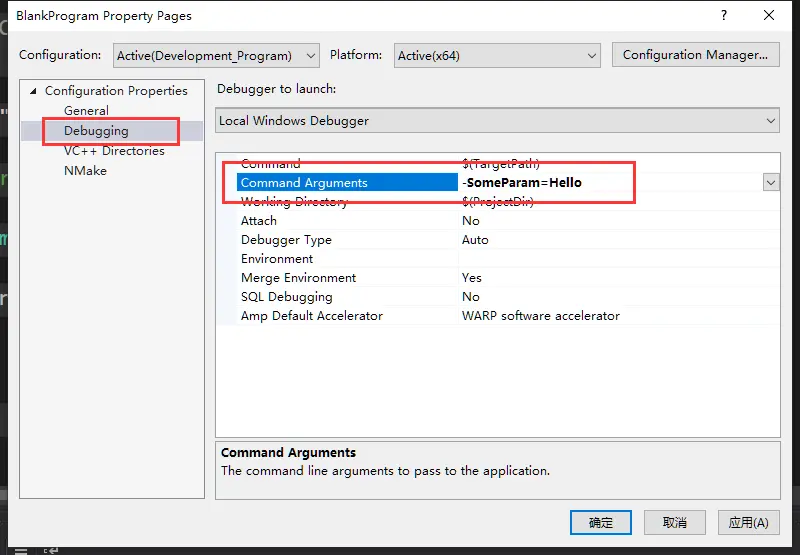 BlankProgram Property Pages
Configuration: Active(Development_Program) Platform: Active(x64) Configuration Manager...
Configuration Properties
General
Debugging
VC++ Directories
NMake
Debugger to launch:
Local Windows Debugger
Command $(TargetPath)
Command Arguments -SomeParam=Hello
Working Directory $(ProjectDir)
Attach No
Debugger Type Auto
Environment
Merge Environment Yes
SQL Debugging No
Amp Default Accelerator WARP software accelerator
Command Arguments
The command line arguments to pass to the application.
确定 取消 应用(A)